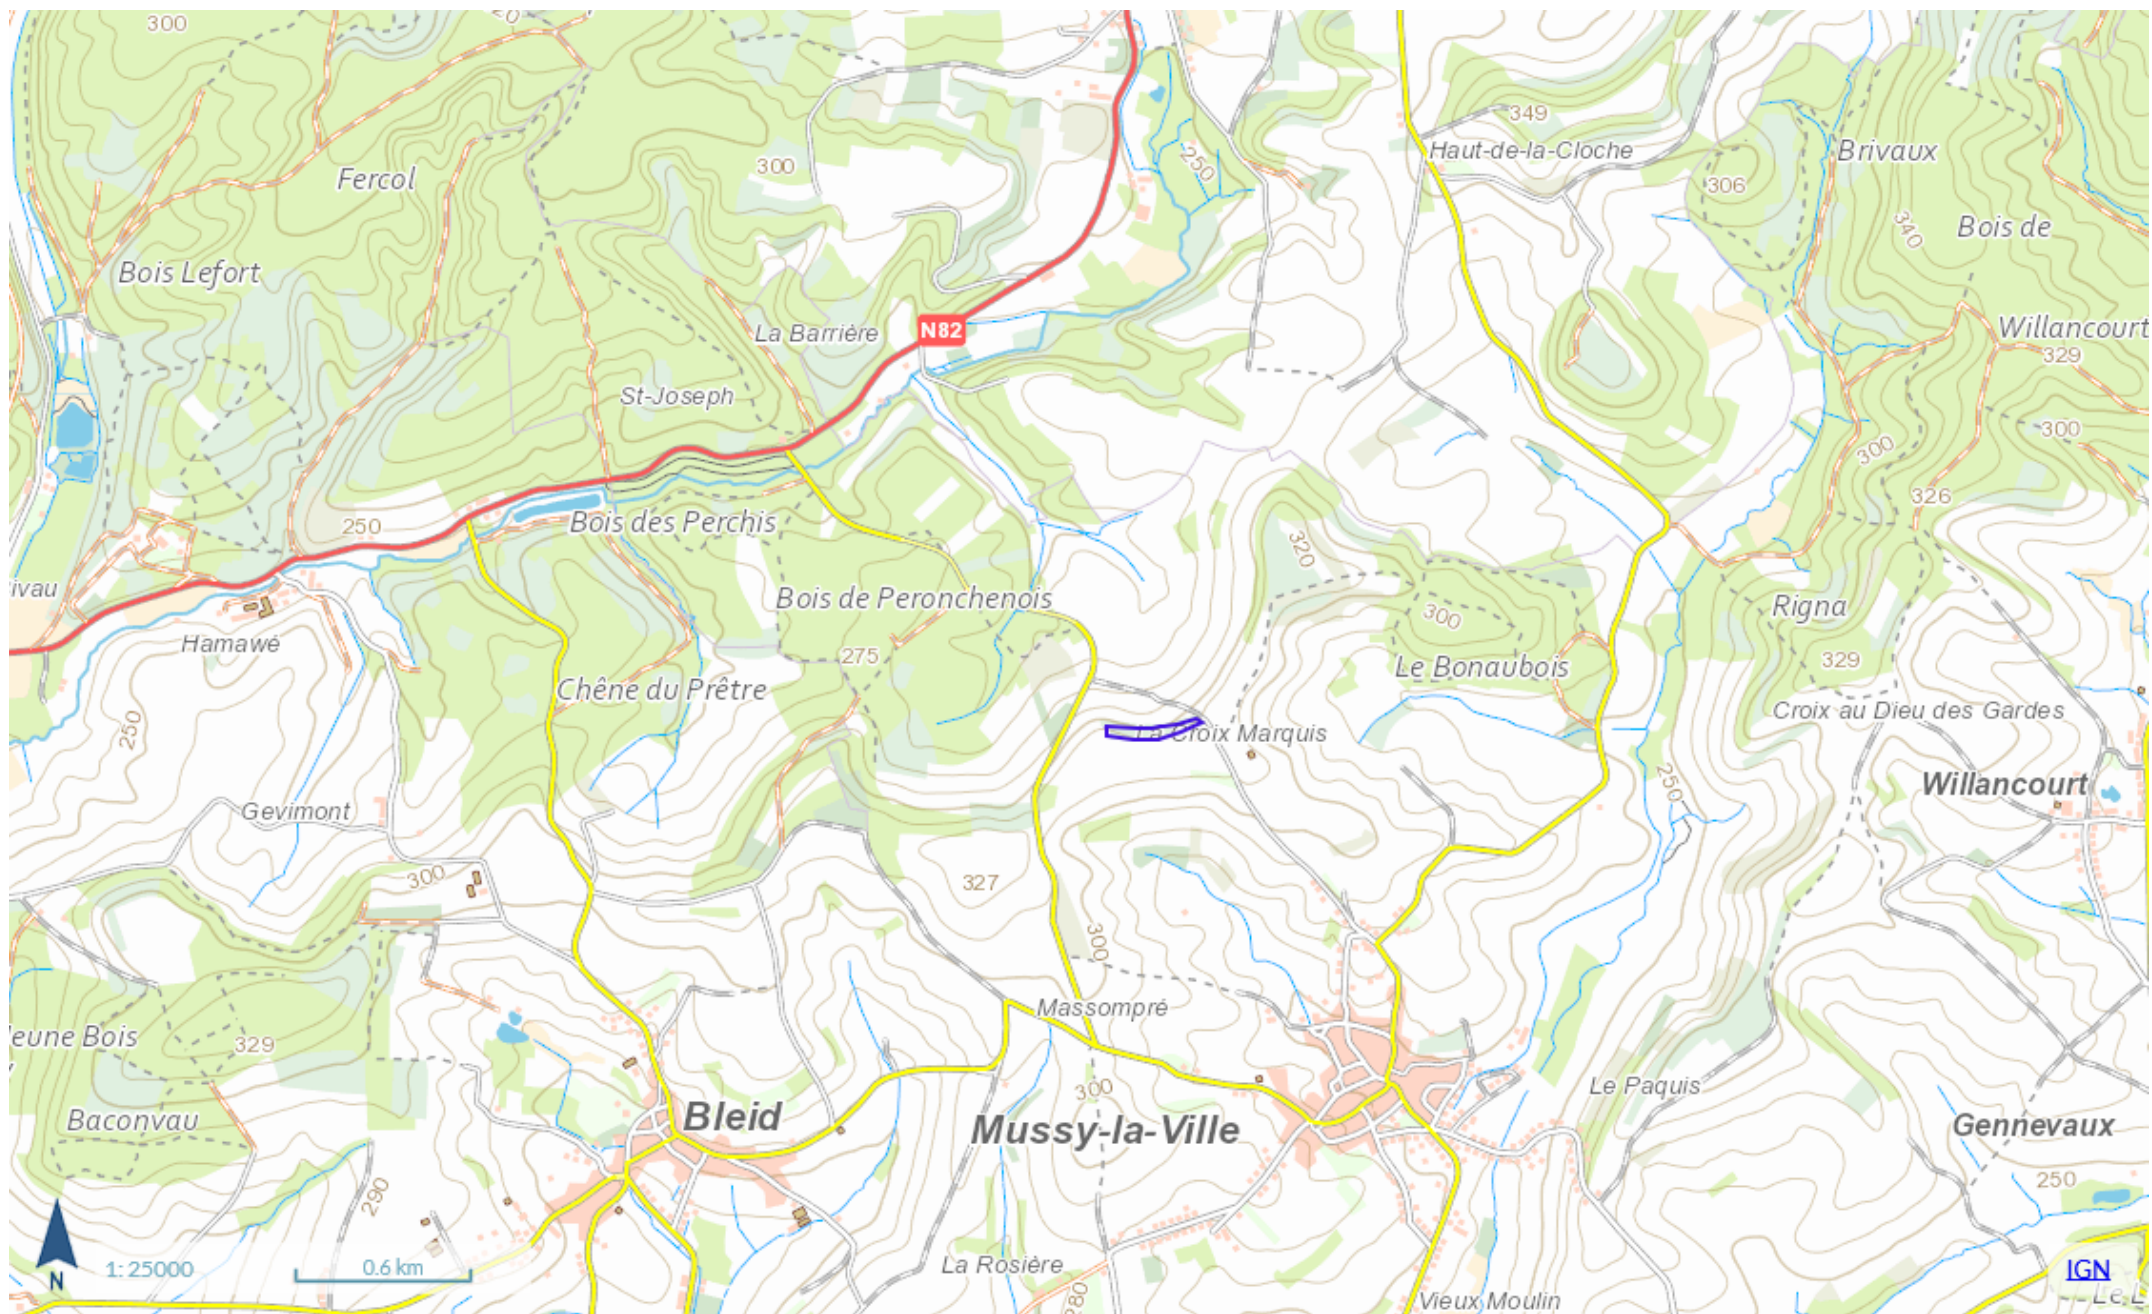 300
20
349
Haut-de-la-Cloche
Brivaux
250
300
Fercol
306
Bois de
340
Bois Lefort
Willancourt
La Barrière
N82
329
St-Joseph
300
300
326
250
Bois des Perchis
320
ivau
Bois de Peronchenois
300
Rigna
Hamawé
275
329
Le Bonaubois
Chêne du Prêtre
Croix au Dieu des Gardes
250
La Croix Marquis
250
Willancourt
Gevimont
300
327
300
Massompré
eune Bois
329
Le Paquis
300
Baconvau
Bleid
Mussy-la-Ville
Gennevaux
290
250
1: 25000
0.6 km
La Rosière
IGN
N
280
Vieux Moulin
Le L